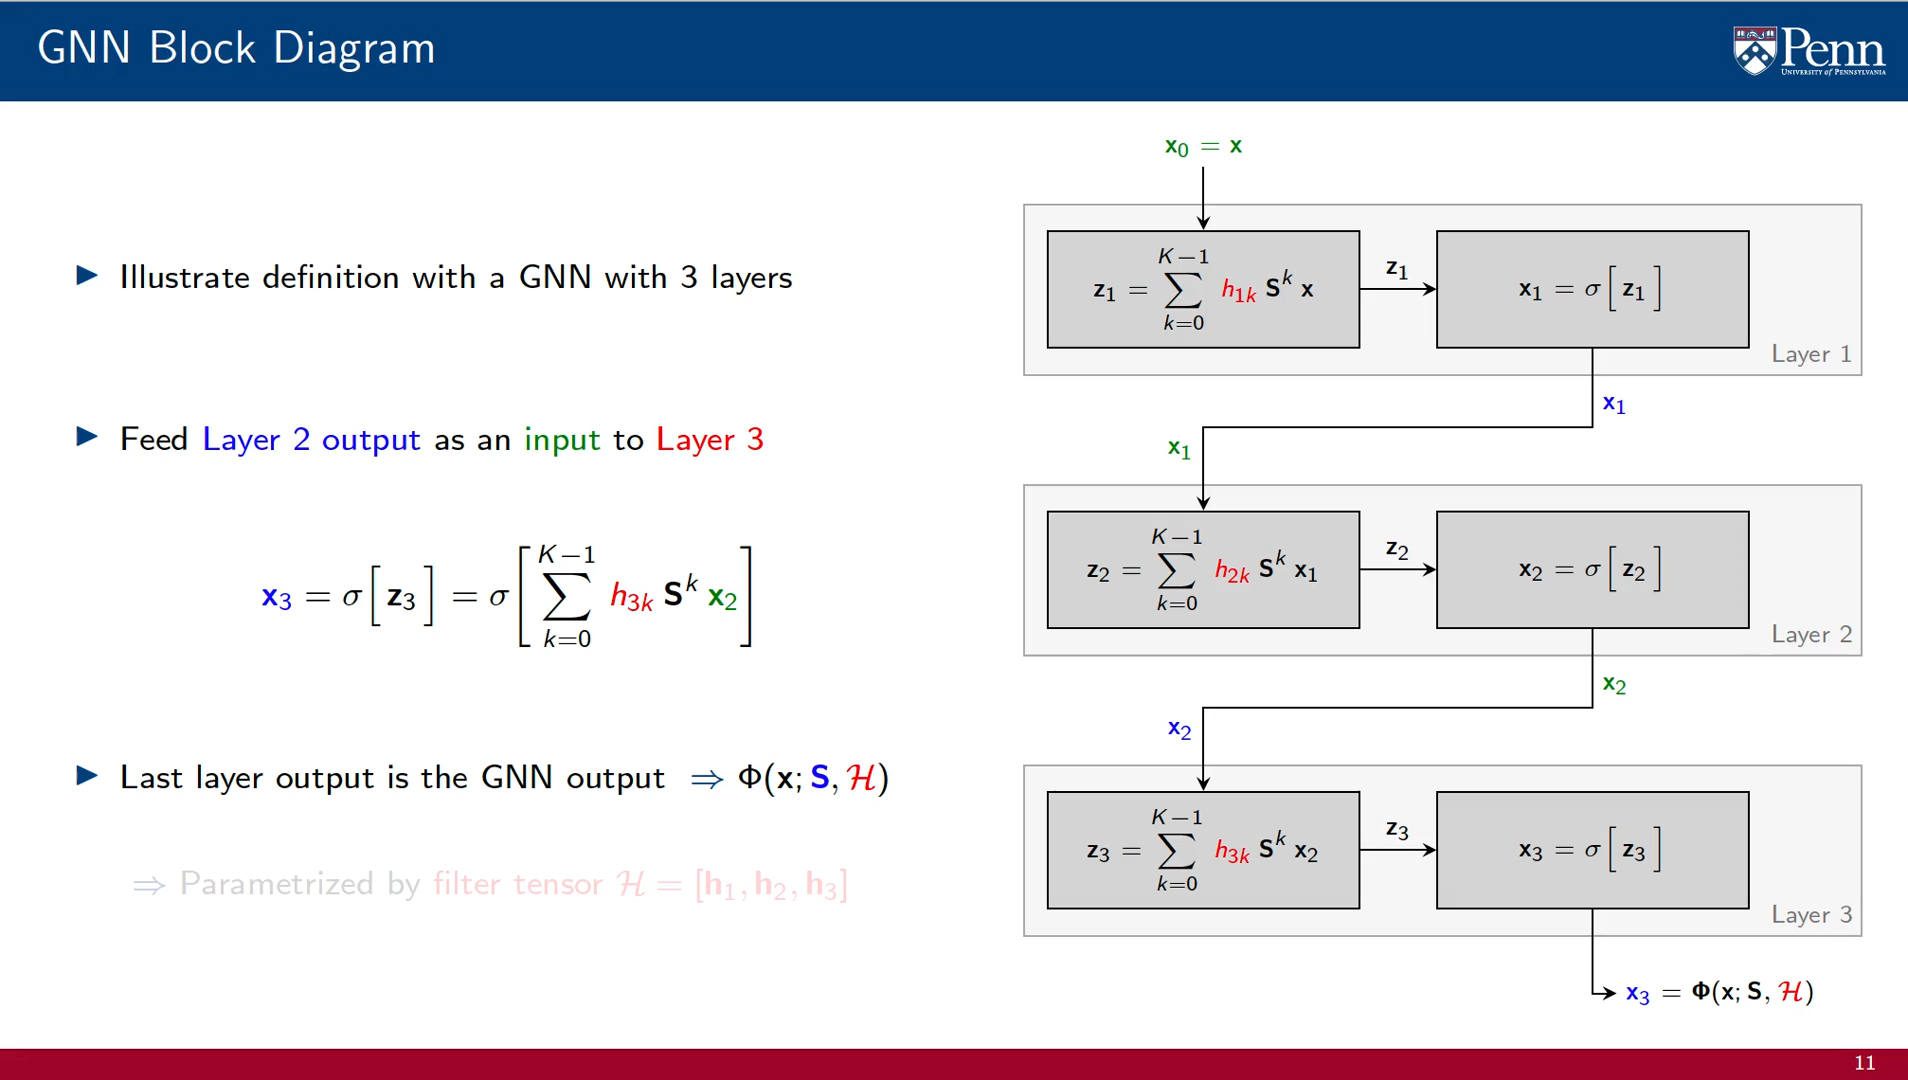 GNN Block Diagram
Penn
UNIVERSITY of PENNSYLVANIA
▶ Illustrate definition with a GNN with 3 layers
▶ Feed Layer 2 output as an input to Layer 3
x₃ = σ[z₃] = σ[∑_{k=0}^{K−1} h₃ₖ Sᵏ x₂]
▶ Last layer output is the GNN output ⇒ Φ(x; S, ℋ)
⇒ Parametrized by filter tensor ℋ = [h₁, h₂, h₃]
x₀ = x
z₁ = ∑_{k=0}^{K−1} h₁ₖ Sᵏ x
z₁
x₁ = σ[z₁]
Layer 1
x₁
x₁
z₂ = ∑_{k=0}^{K−1} h₂ₖ Sᵏ x₁
z₂
x₂ = σ[z₂]
Layer 2
x₂
x₂
z₃ = ∑_{k=0}^{K−1} h₃ₖ Sᵏ x₂
z₃
x₃ = σ[z₃]
Layer 3
x₃ = Φ(x; S, ℋ)
11